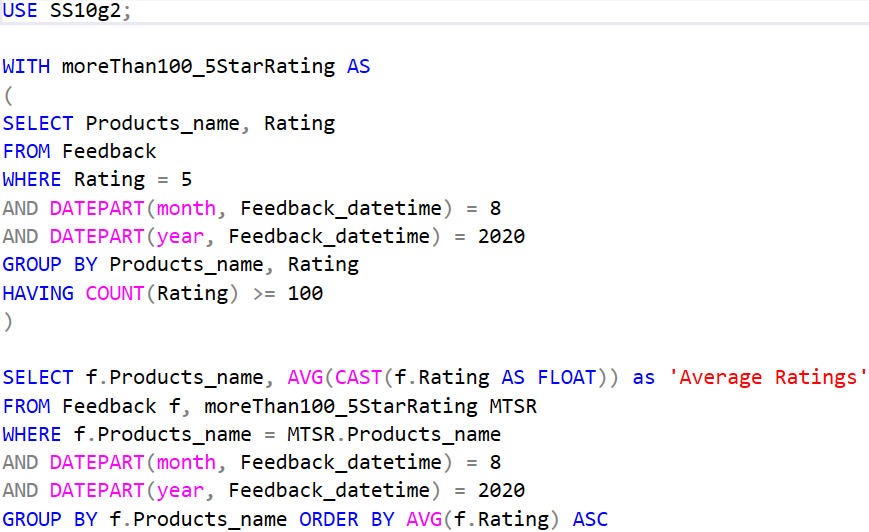 USE SS10g2;
WITH moreThan100_5StarRating AS
(
SELECT Products_name, Rating
FROM Feedback
WHERE Rating = 5
AND DATEPART(month, Feedback_datetime) = 8
AND DATEPART(year, Feedback_datetime) = 2020
GROUP BY Products_name, Rating
HAVING COUNT(Rating) >= 100
)
SELECT f.Products_name, AVG(CAST(f.Rating AS FLOAT)) as 'Average Ratings'
FROM Feedback f, moreThan100_5StarRating MTSR
WHERE f.Products_name = MTSR.Products_name
AND DATEPART(month, Feedback_datetime) = 8
AND DATEPART(year, Feedback_datetime) = 2020
GROUP BY f.Products_name ORDER BY AVG(f.Rating) ASC